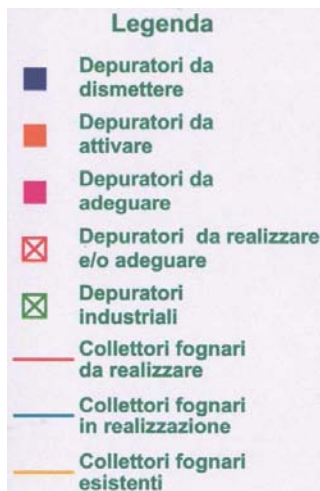 Legenda
Depuratori da
dismettere
Depuratori da
attivare
Depuratori da
adeguare
Depuratori da realizzare
e/o adeguare
Depuratori
industriali
Collettori fognari
da realizzare
Collettori fognari
in realizzazione
Collettori fognari
esistenti